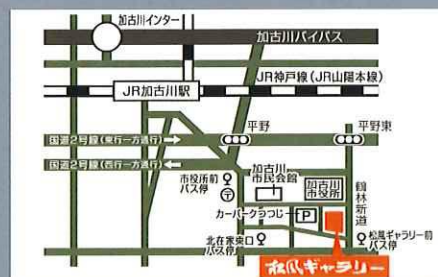 加古川インター
加古川バイパス
JR神戸線(JR山陽本線)
JR加古川駅
国道2号線(東行一方通行)
平野
平野東
国道2号線(西行一方通行)
市役所前
バス停
加古川
市民会館
加古川
市役所
鶴林新道
カーパークつつじ
P
北在家東口
バス停
松風ギャラリー前
バス停
松風ギャラリー